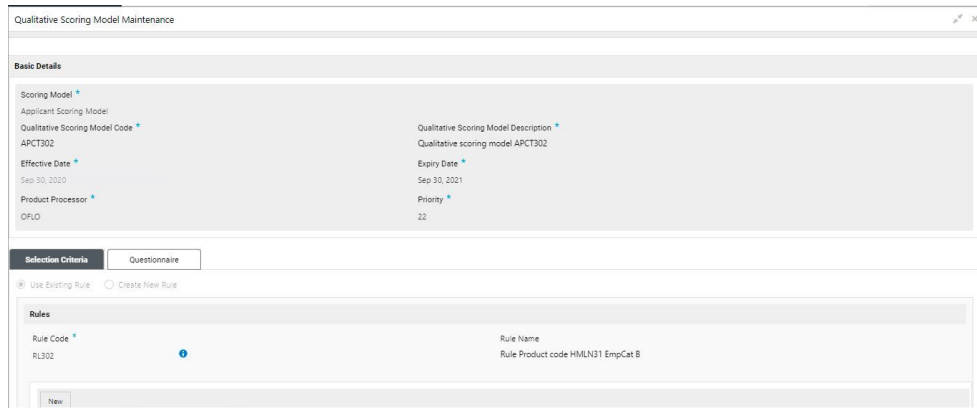 Qualitative Scoring Model Maintenance
Basic Details
Scoring Model *
Applicant Scoring Model
Qualitative Scoring Model Code * Qualitative Scoring Model Description *
APCT302 Qualitative scoring model APCT302
Effective Date * Expiry Date *
Sep 30, 2020 Sep 30, 2021
Product Processor * Priority *
OFLO 22
Selection Criteria Questionnaire
Use Existing Rule Create New Rule
Rules
Rule Code * Rule Name
RL302 Rule Product code HMLN31 EmpCat B
New